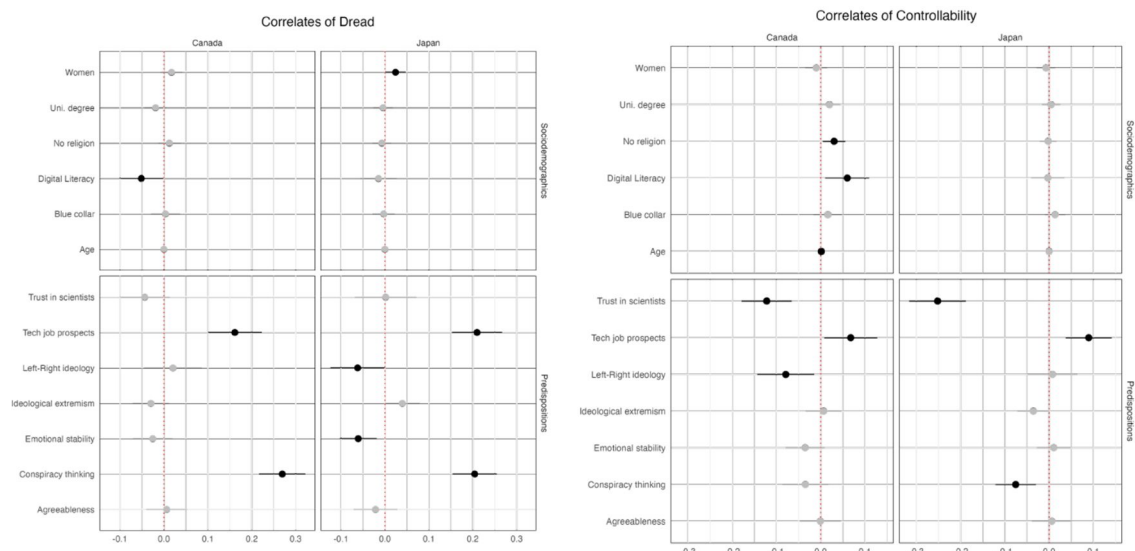 Correlates of Dread
Canada
Japan
Women
Uni. degree
No religion
Digital Literacy
Blue collar
Age
Sociodemographics
Trust in scientists
Tech job prospects
Left-Right ideology
Ideological extremism
Emotional stability
Conspiracy thinking
Agreeableness
Predispositions
-0.1 0.0 0.1 0.2 0.3
-0.1 0.0 0.1 0.2 0.3
Correlates of Controllability
Canada
Japan
Women
Uni. degree
No religion
Digital Literacy
Blue collar
Age
Sociodemographics
Trust in scientists
Tech job prospects
Left-Right ideology
Ideological extremism
Emotional stability
Conspiracy thinking
Agreeableness
Predispositions